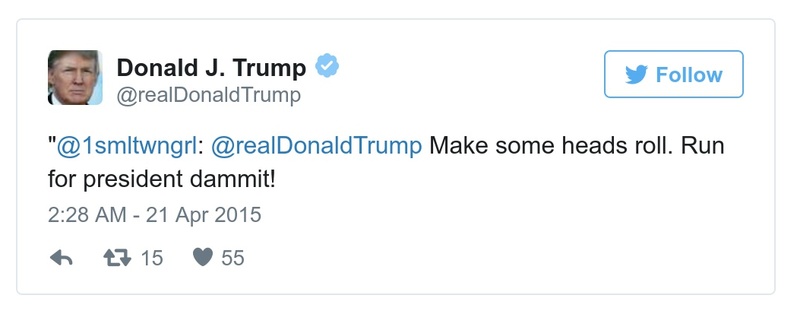 Donald J. Trump
@realDonaldTrump
Follow
"@1smltwngrl: @realDonaldTrump Make some heads roll. Run
for president dammit!
2:28 AM - 21 Apr 2015
15 55